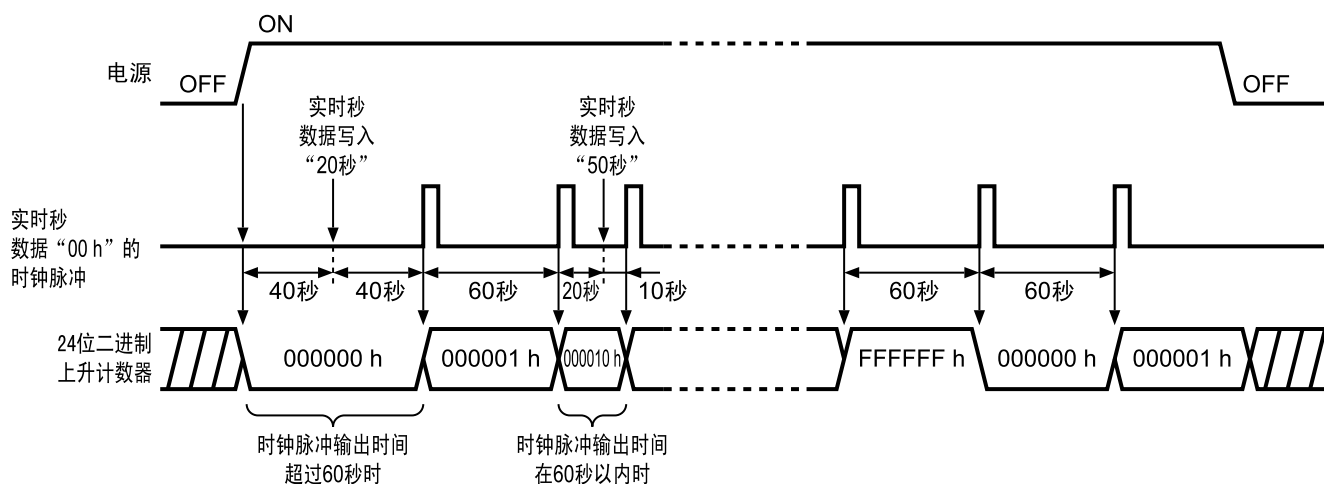 ON
电源
OFF
OFF
实时秒
数据写入
“20秒”
实时秒
数据写入
“50秒”
实时秒
数据“00 h”的
时钟脉冲
40秒
40秒
60秒
20秒
10秒
60秒
60秒
24位二进制
上升计数器
000000 h
000001 h
000010 h
FFFFFF h
000000 h
000001 h
时钟脉冲输出时间
超过60秒时
时钟脉冲输出时间
在60秒以内时